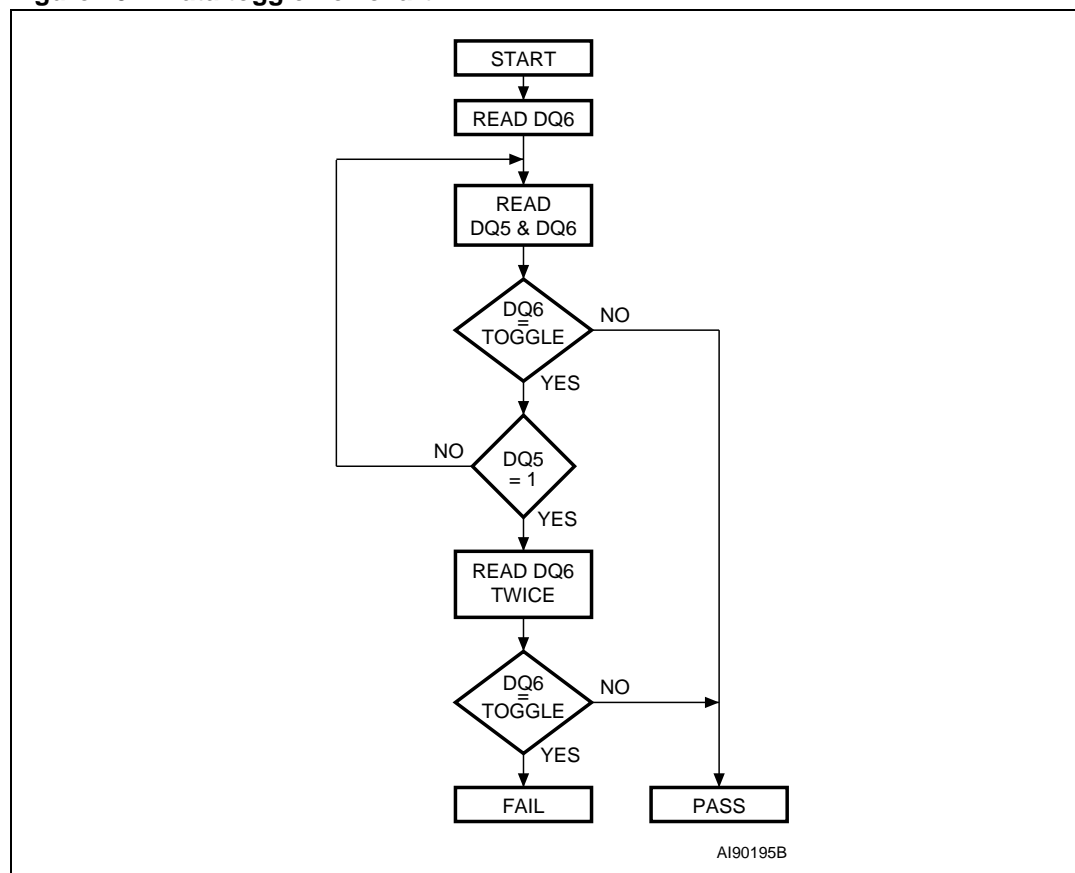 START
READ DQ6
READ
DQ5 & DQ6
DQ6
=
TOGGLE
NO
YES
NO
DQ5
= 1
YES
READ DQ6
TWICE
DQ6
=
TOGGLE
NO
YES
FAIL
PASS
AI90195B